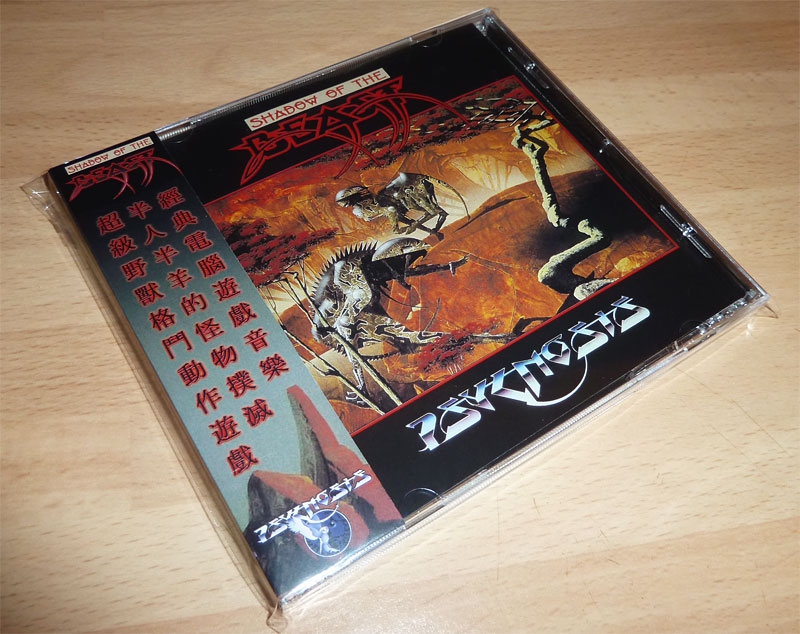 SHADOW OF THE
BEAST
PSYGNOSIS
SHADOW OF THE
BEAST
經典電腦遊戲音樂
半人半羊的怪物撲滅
超級野獸格門動作遊戲
PSYGNOSIS